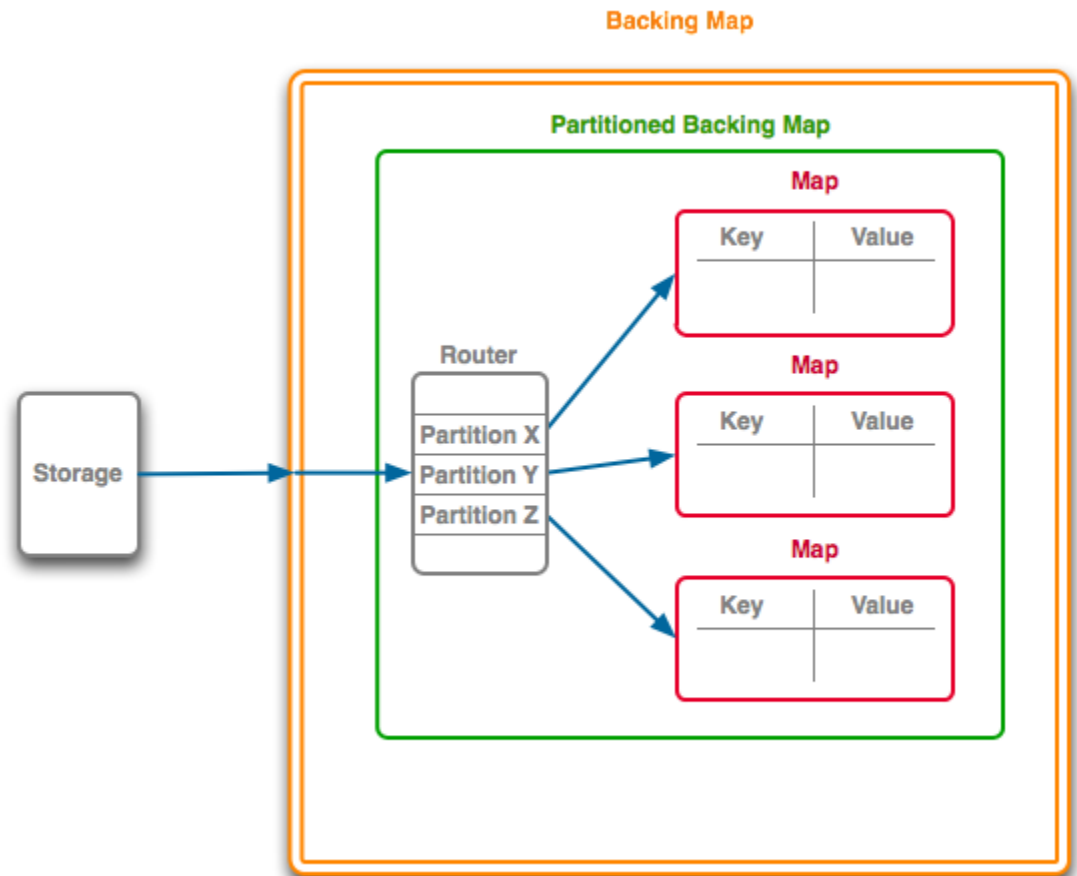 Backing Map
Partitioned Backing Map
Map
Key Value
Router
Partition X
Partition Y
Partition Z
Storage
Map
Key Value
Map
Key Value